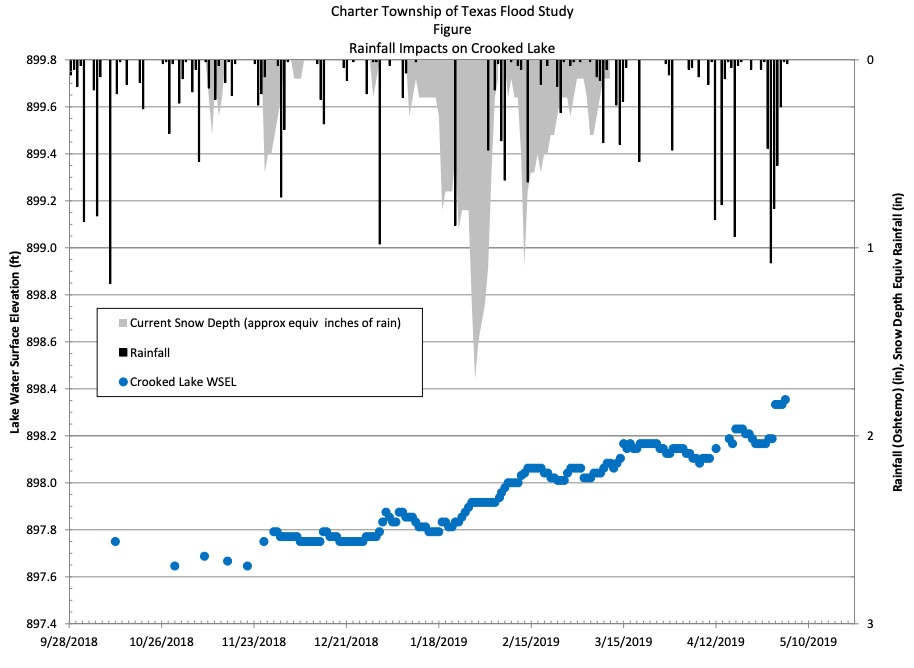 Charter Township of Texas Flood Study
Figure
Rainfall Impacts on Crooked Lake
899.8
899.6
899.4
899.2
899.0
898.8
898.6
898.4
898.2
898.0
897.8
897.6
897.4
Lake Water Surface Elevation (ft)
Current Snow Depth (approx equiv inches of rain)
Rainfall
Crooked Lake WSEL
0
1
2
3
Rainfall (Oshtemo) (in), Snow Depth Equiv Rainfall (in)
9/28/2018 10/26/2018 11/23/2018 12/21/2018 1/18/2019 2/15/2019 3/15/2019 4/12/2019 5/10/2019